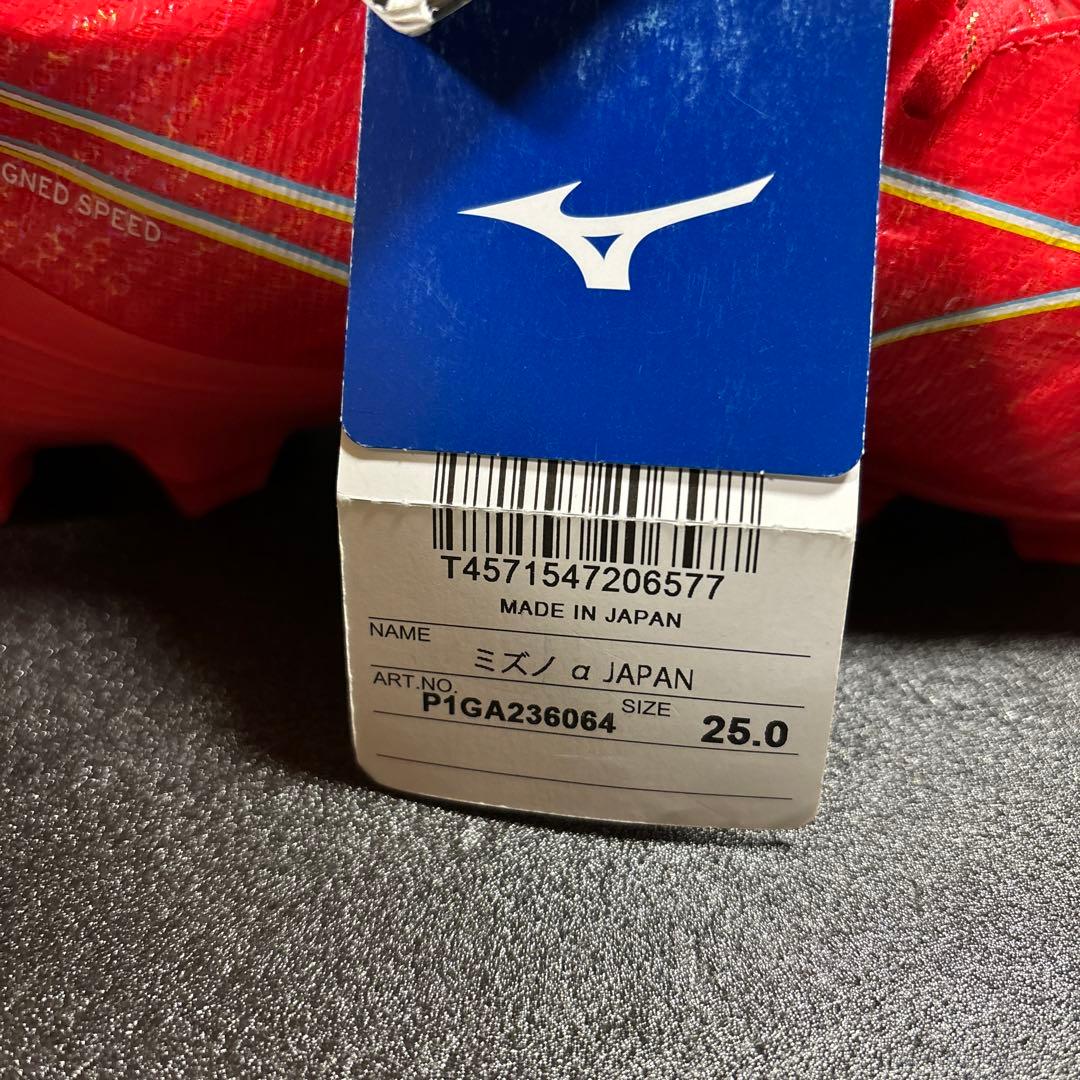 GNED SPEED
T4571547206577
MADE IN JAPAN
NAME
ミズノ α JAPAN
ART.NO. P1GA236064 SIZE 25.0